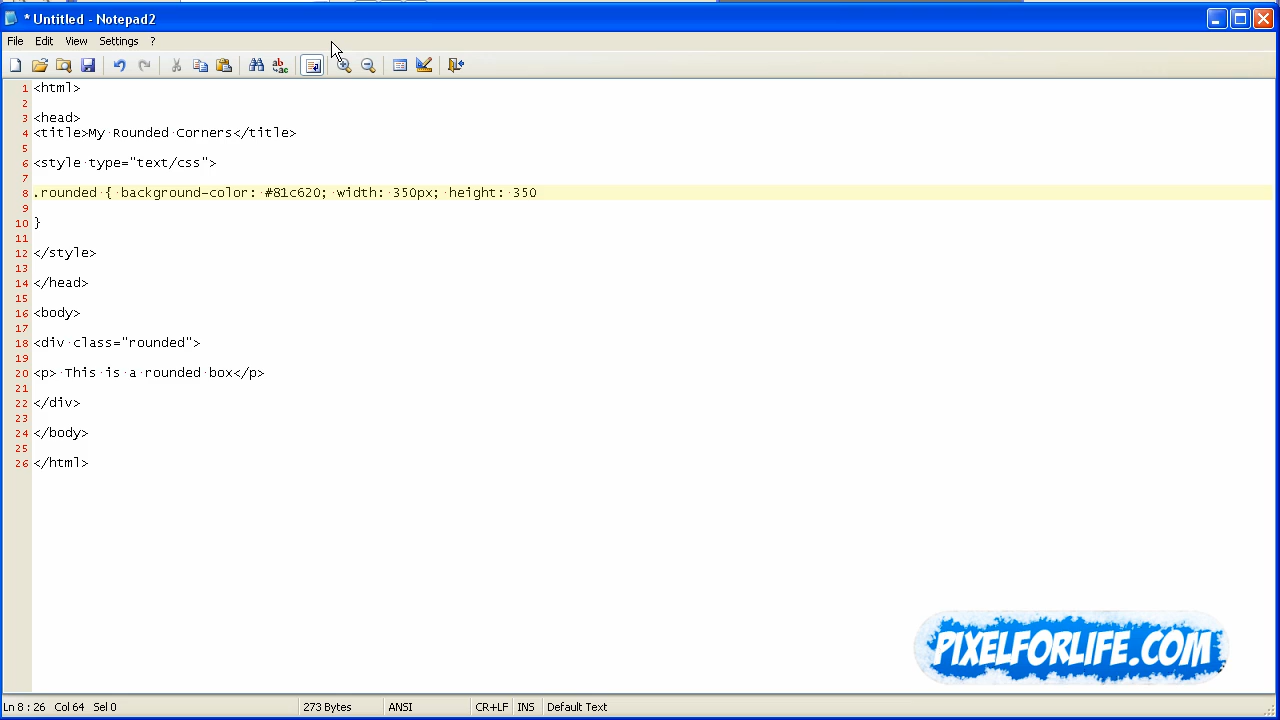 * Untitled - Notepad2
File Edit View Settings ?
1 <html>
2
3 <head>
4 <title>My Rounded Corners</title>
5
6 <style type="text/css">
7
8 .rounded { background-color: #81c620; width: 350px; height: 350
9
10 }
11
12 </style>
13
14 </head>
15
16 <body>
17
18 <div class="rounded">
19
20 <p> This is a rounded box</p>
21
22 </div>
23
24 </body>
25
26 </html>
PIXELFORLIFE.COM
Ln 8 : 26 Col 64 Sel 0 273 Bytes ANSI CR+LF INS Default Text